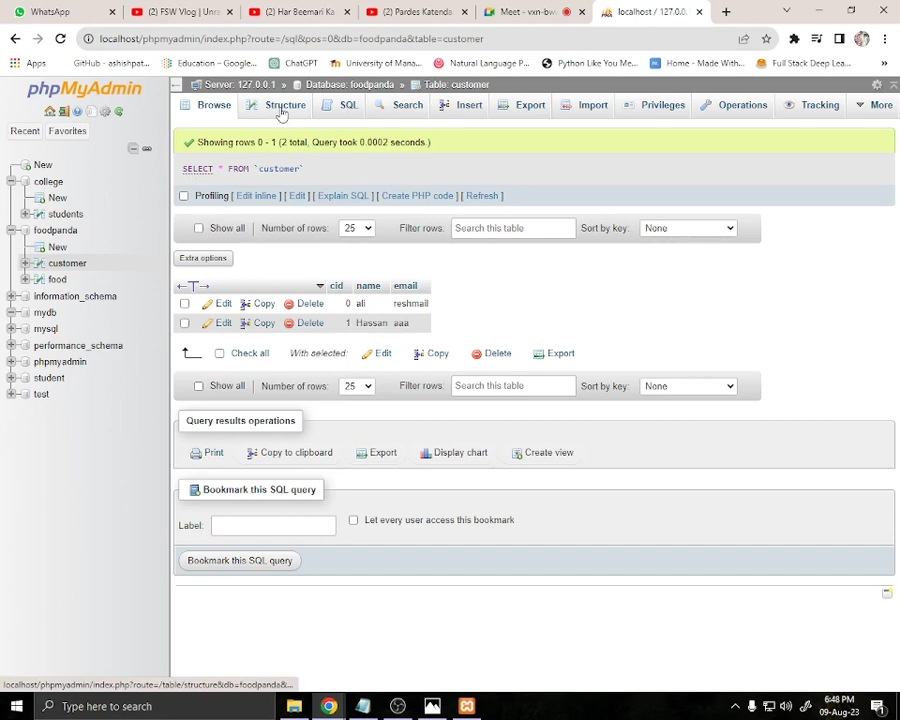 WhatsApp
(2) FSW Vlog | Unre
(2) Har Beemari Ka
(2) Pardes Katenda
Meet - vxn-bw
localhost / 127.0.0.
localhost/phpmyadmin/index.php?route=/sql&pos=0&db=foodpanda&table=customer
Apps
GitHub - ashishpat...
ChatGPT
University of Manag...
Natural Language P...
Python Like You Me...
Home - Made With...
Full Stack Deep Lear...
phpMyAdmin
Recent
Favorites
New
college
New
students
foodpanda
New
customer
food
information_schema
mydb
mysql
performance_schema
phpmyadmin
student
test
Server: 127.0.0.1 » Database: foodpanda » Table: customer
Browse
Structure
SQL
Search
Insert
Export
Import
Privileges
Operations
Tracking
More
Showing rows 0 - 1 (2 total, Query took 0.0002 seconds.)
SELECT * FROM `customer`
Profiling [ Edit inline ] [ Edit ] [ Explain SQL ] [ Create PHP code ] [ Refresh ]
Show all
Number of rows: 25
Filter rows: Search this table
Sort by key: None
Extra options
←T→ cid name email
Edit Copy Delete 0 ali reshmail
Edit Copy Delete 1 Hassan aaa
Check all
With selected: Edit Copy Delete Export
Show all
Number of rows: 25
Filter rows: Search this table
Sort by key: None
Query results operations
Print
Copy to clipboard
Export
Display chart
Create view
Bookmark this SQL query
Label:
Let every user access this bookmark
Bookmark this SQL query
localhost/phpmyadmin/index.php?route=/table/structure&db=foodpanda&...
Type here to search
6:48 PM
09-Aug-23